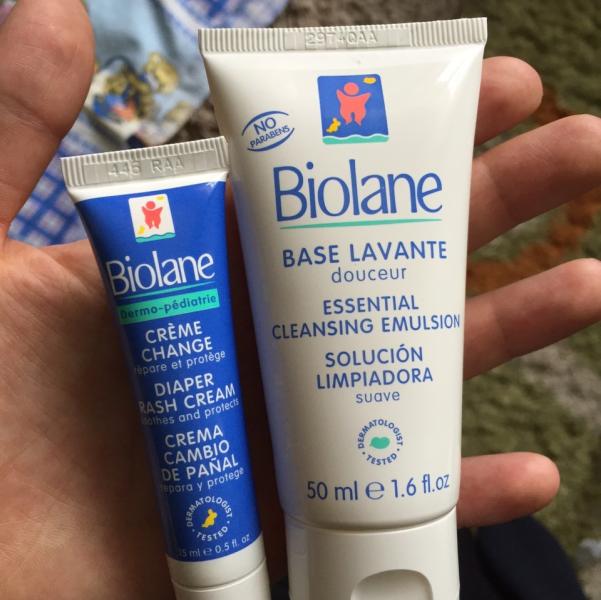 446 RAA
Biolane
Dermo-pédiatrie
CRÈME
CHANGE
répare et protège
DIAPER
RASH CREAM
soothes and protects
CREMA
CAMBIO
DE PAÑAL
repara y protege
DERMATOLOGIST
TESTED
15 ml e 0.5 fl. oz
29T4CAA
NO
PARABENS
Biolane
BASE LAVANTE
douceur
ESSENTIAL
CLEANSING EMULSION
SOLUCIÓN
LIMPIADORA
suave
DERMATOLOGIST
TESTED
50 ml e 1.6 fl.oz